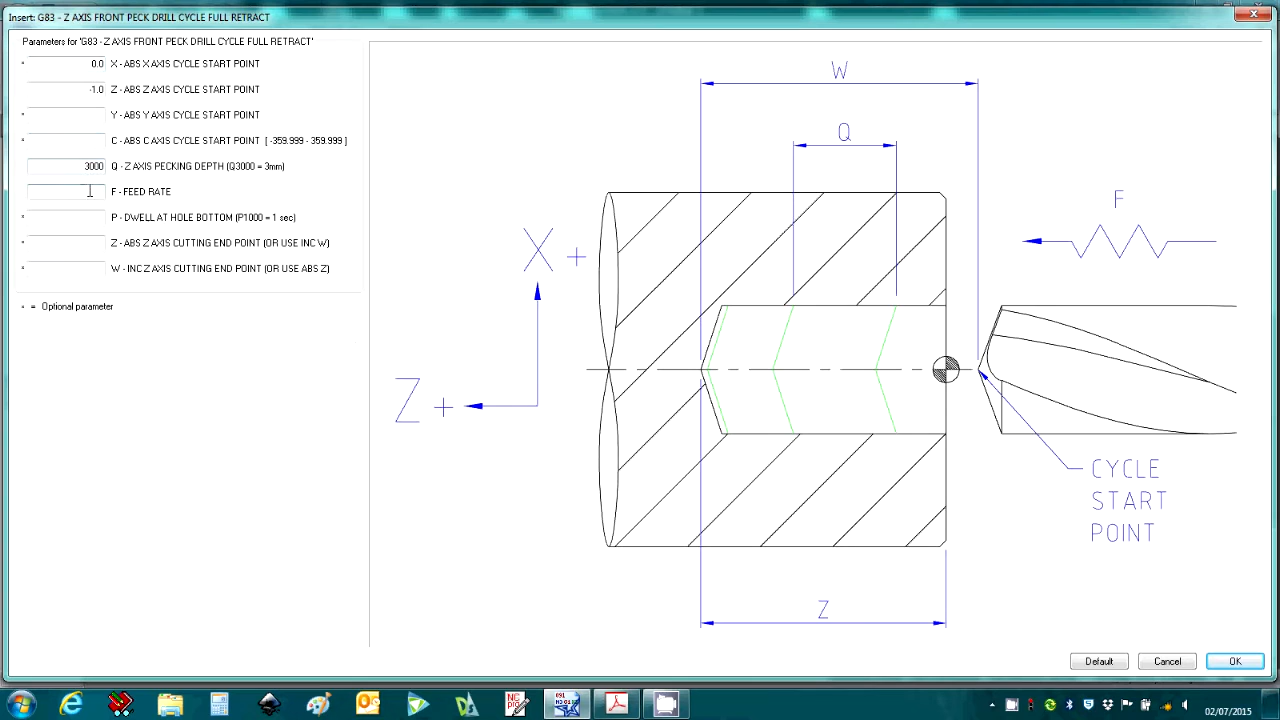 Insert: G83 - Z AXIS FRONT PECK DRILL CYCLE FULL RETRACT
Parameters for 'G83 - Z AXIS FRONT PECK DRILL CYCLE FULL RETRACT'
* 0.0 X - ABS X AXIS CYCLE START POINT
* -1.0 Z - ABS Z AXIS CYCLE START POINT
* Y - ABS Y AXIS CYCLE START POINT
* C - ABS C AXIS CYCLE START POINT [ -359.999 - 359.999 ]
3000 Q - Z AXIS PECKING DEPTH (Q3000 = 3mm)
F - FEED RATE
* P - DWELL AT HOLE BOTTOM (P1000 = 1 sec)
* Z - ABS Z AXIS CUTTING END POINT (OR USE INC W)
* W - INC Z AXIS CUTTING END POINT (OR USE ABS Z)
* = Optional parameter
W
Q
F
X +
Z +
CYCLE
START
POINT
Z
Default Cancel OK
02/07/2015